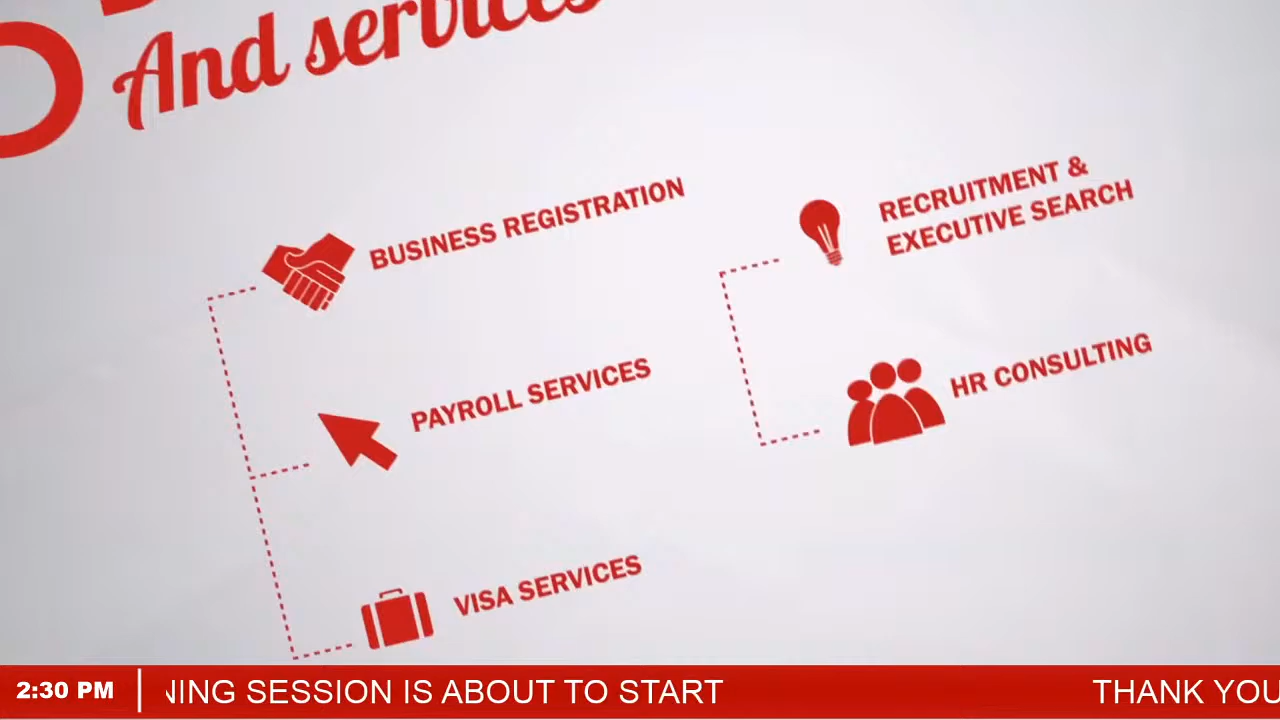 And services
BUSINESS REGISTRATION
PAYROLL SERVICES
VISA SERVICES
RECRUITMENT &
EXECUTIVE SEARCH
HR CONSULTING
2:30 PM
SESSION IS ABOUT TO START
THANK YOU